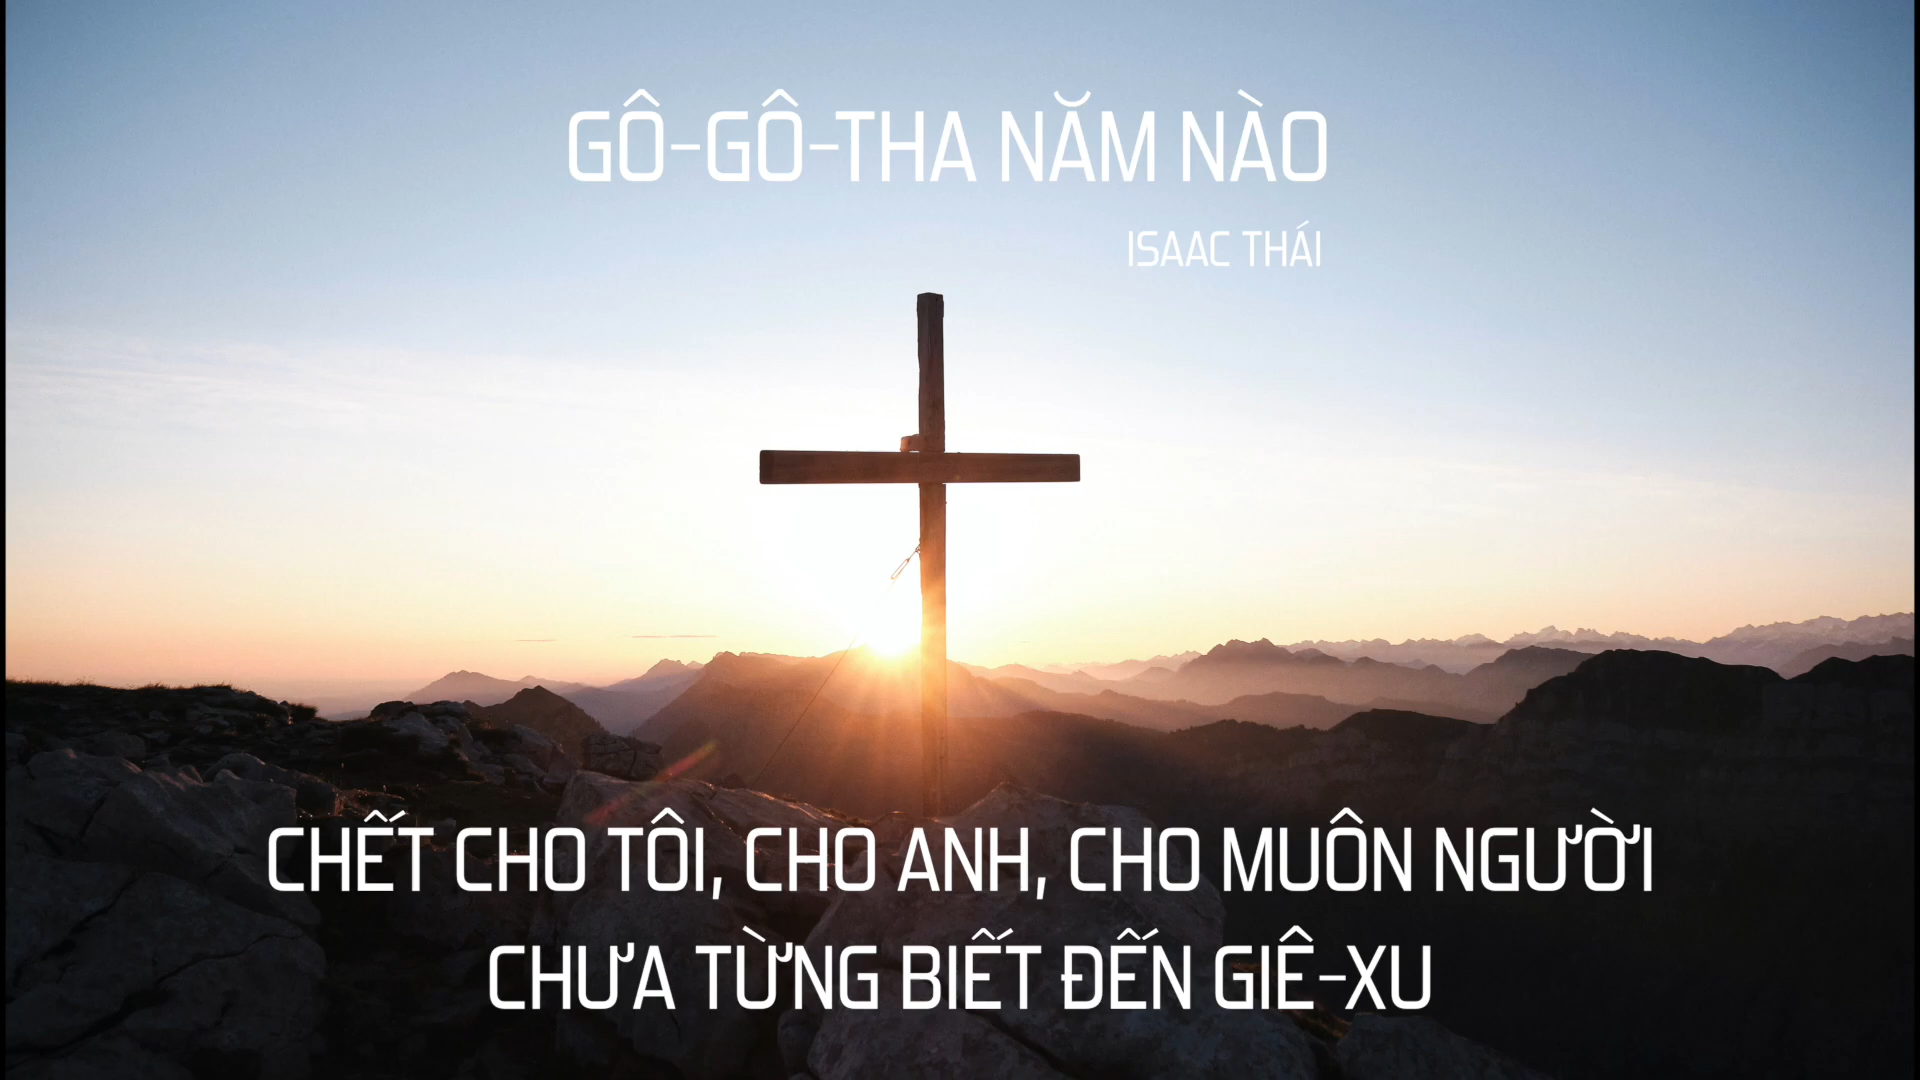 GÔ-GÔ-THA NĂM NÀO
ISAAC THÁI
CHẾT CHO TÔI, CHO ANH, CHO MUÔN NGƯỜI
CHƯA TỪNG BIẾT ĐẾN GIÊ-XU